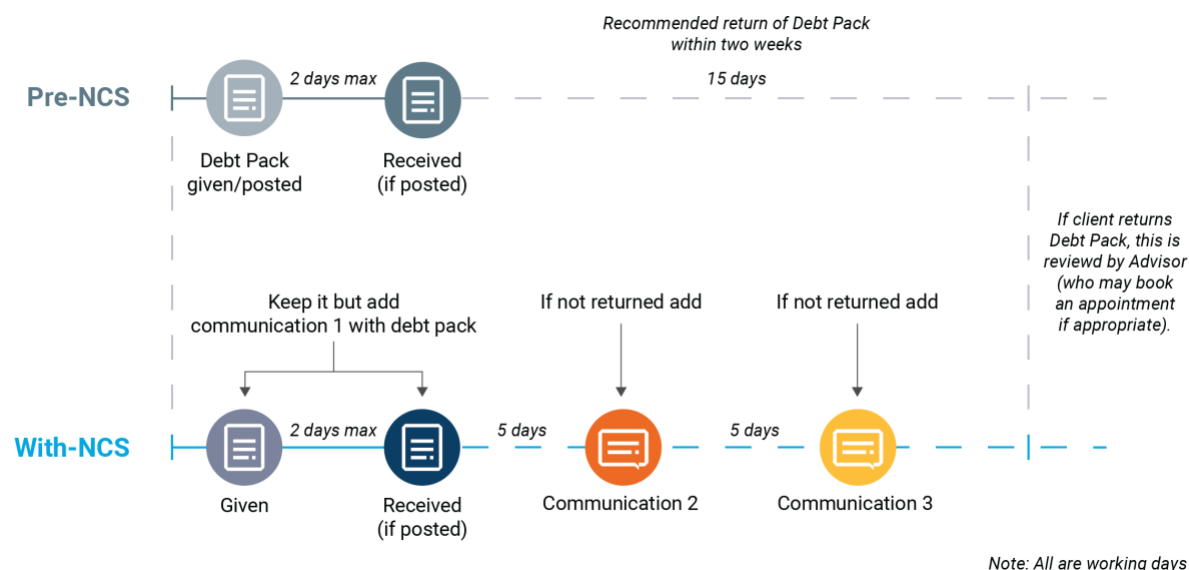 Recommended return of Debt Pack
within two weeks
2 days max
15 days
Pre-NCS
Debt Pack
given/posted
Received
(if posted)
If client returns
Debt Pack, this is
reviewd by Advisor
(who may book
an appointment
if appropriate).
Keep it but add
communication 1 with debt pack
If not returned add
If not returned add
2 days max
5 days
5 days
With-NCS
Given
Received
(if posted)
Communication 2
Communication 3
Note: All are working days